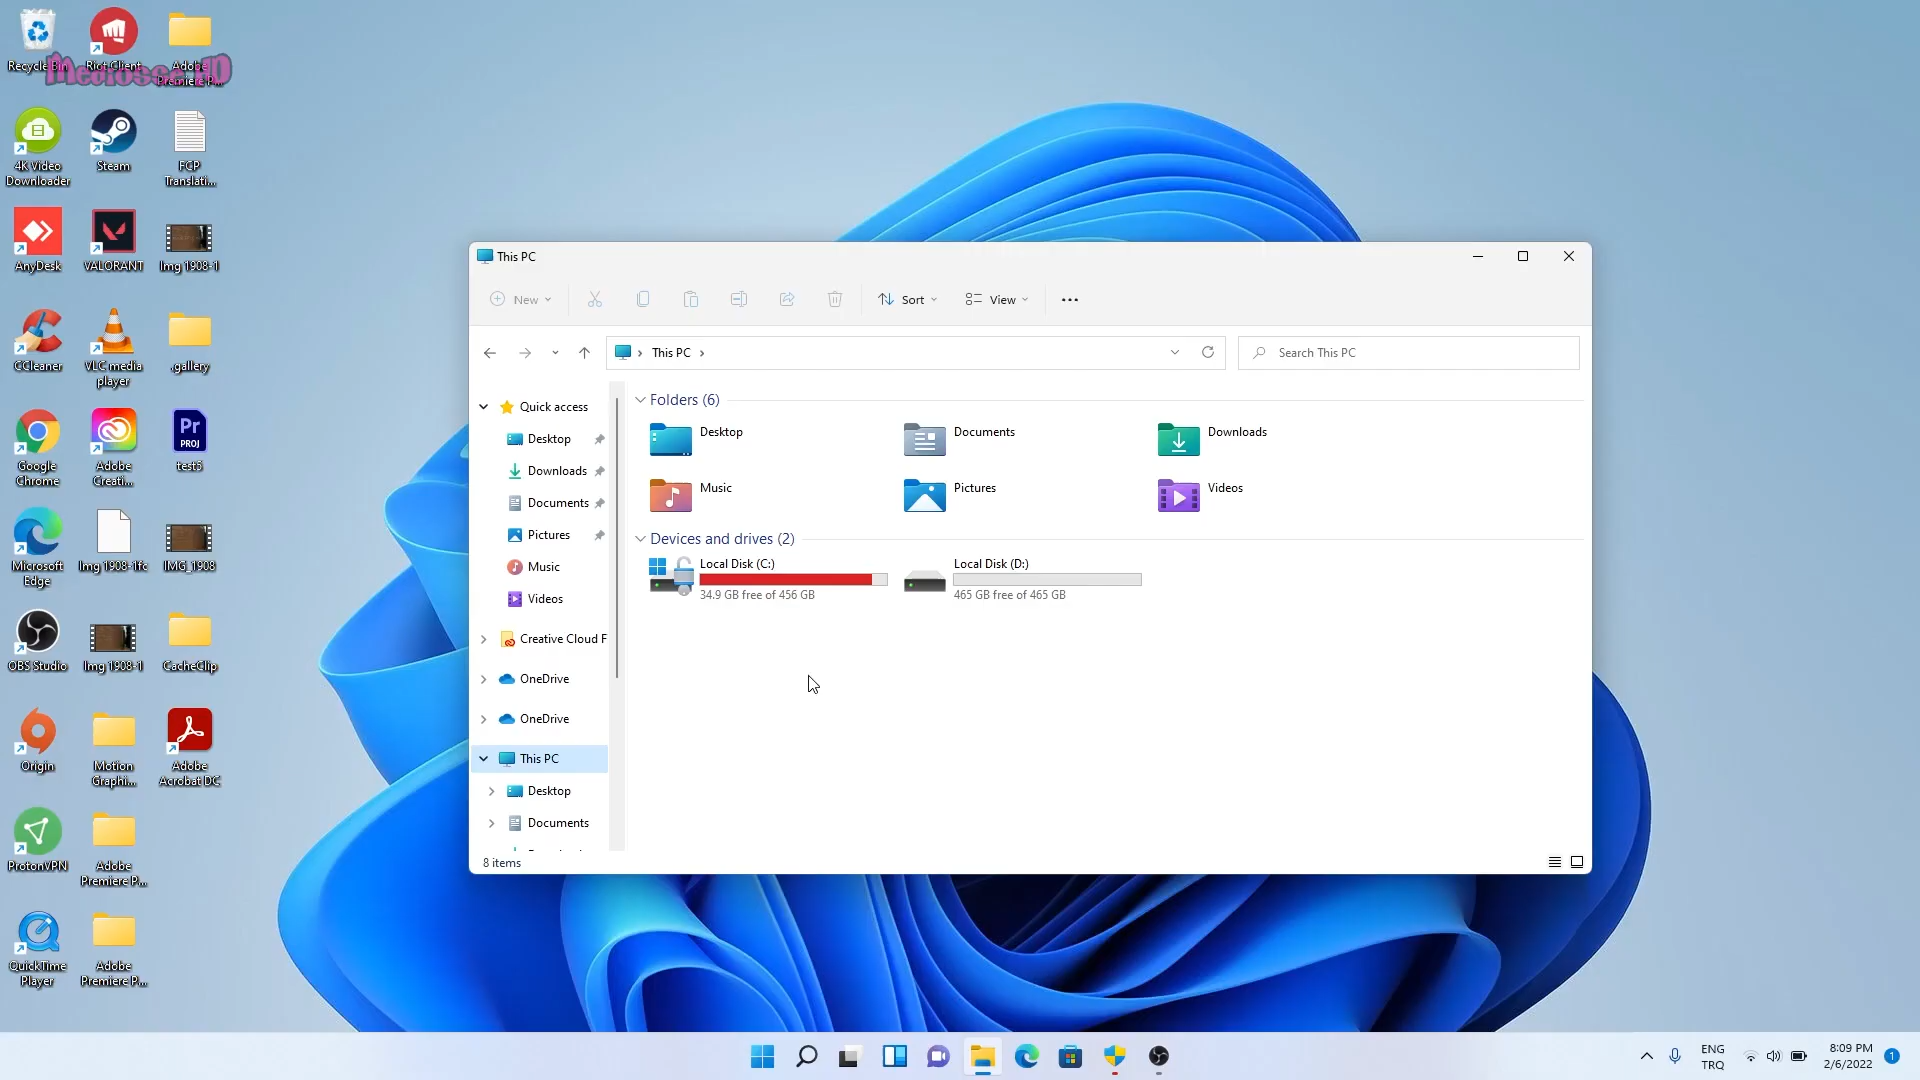 Recycle Bin
Riot Client
Adobe
Premiere P...
MediosseHD
4K Video
Downloader
Steam
FCP
Translati...
AnyDesk
VALORANT
Img 1908-1
CCleaner
VLC media
player
.gallery
Google
Chrome
Adobe
Creati...
Pr
PROJ
test5
Microsoft
Edge
Img 1908-1fc
IMG_1908
OBS Studio
Img 1908-1
CacheClip
Origin
Motion
Graphi...
Adobe
Acrobat DC
ProtonVPN
Adobe
Premiere P...
QuickTime
Player
Adobe
Premiere P...
This PC
New
Sort
View
This PC
Search This PC
Quick access
Desktop
Downloads
Documents
Pictures
Music
Videos
Creative Cloud F
OneDrive
OneDrive
This PC
Desktop
Documents
Folders (6)
Desktop
Documents
Downloads
Music
Pictures
Videos
Devices and drives (2)
Local Disk (C:)
34.9 GB free of 456 GB
Local Disk (D:)
465 GB free of 465 GB
8 items
ENG
TRQ
8:09 PM
2/6/2022
1